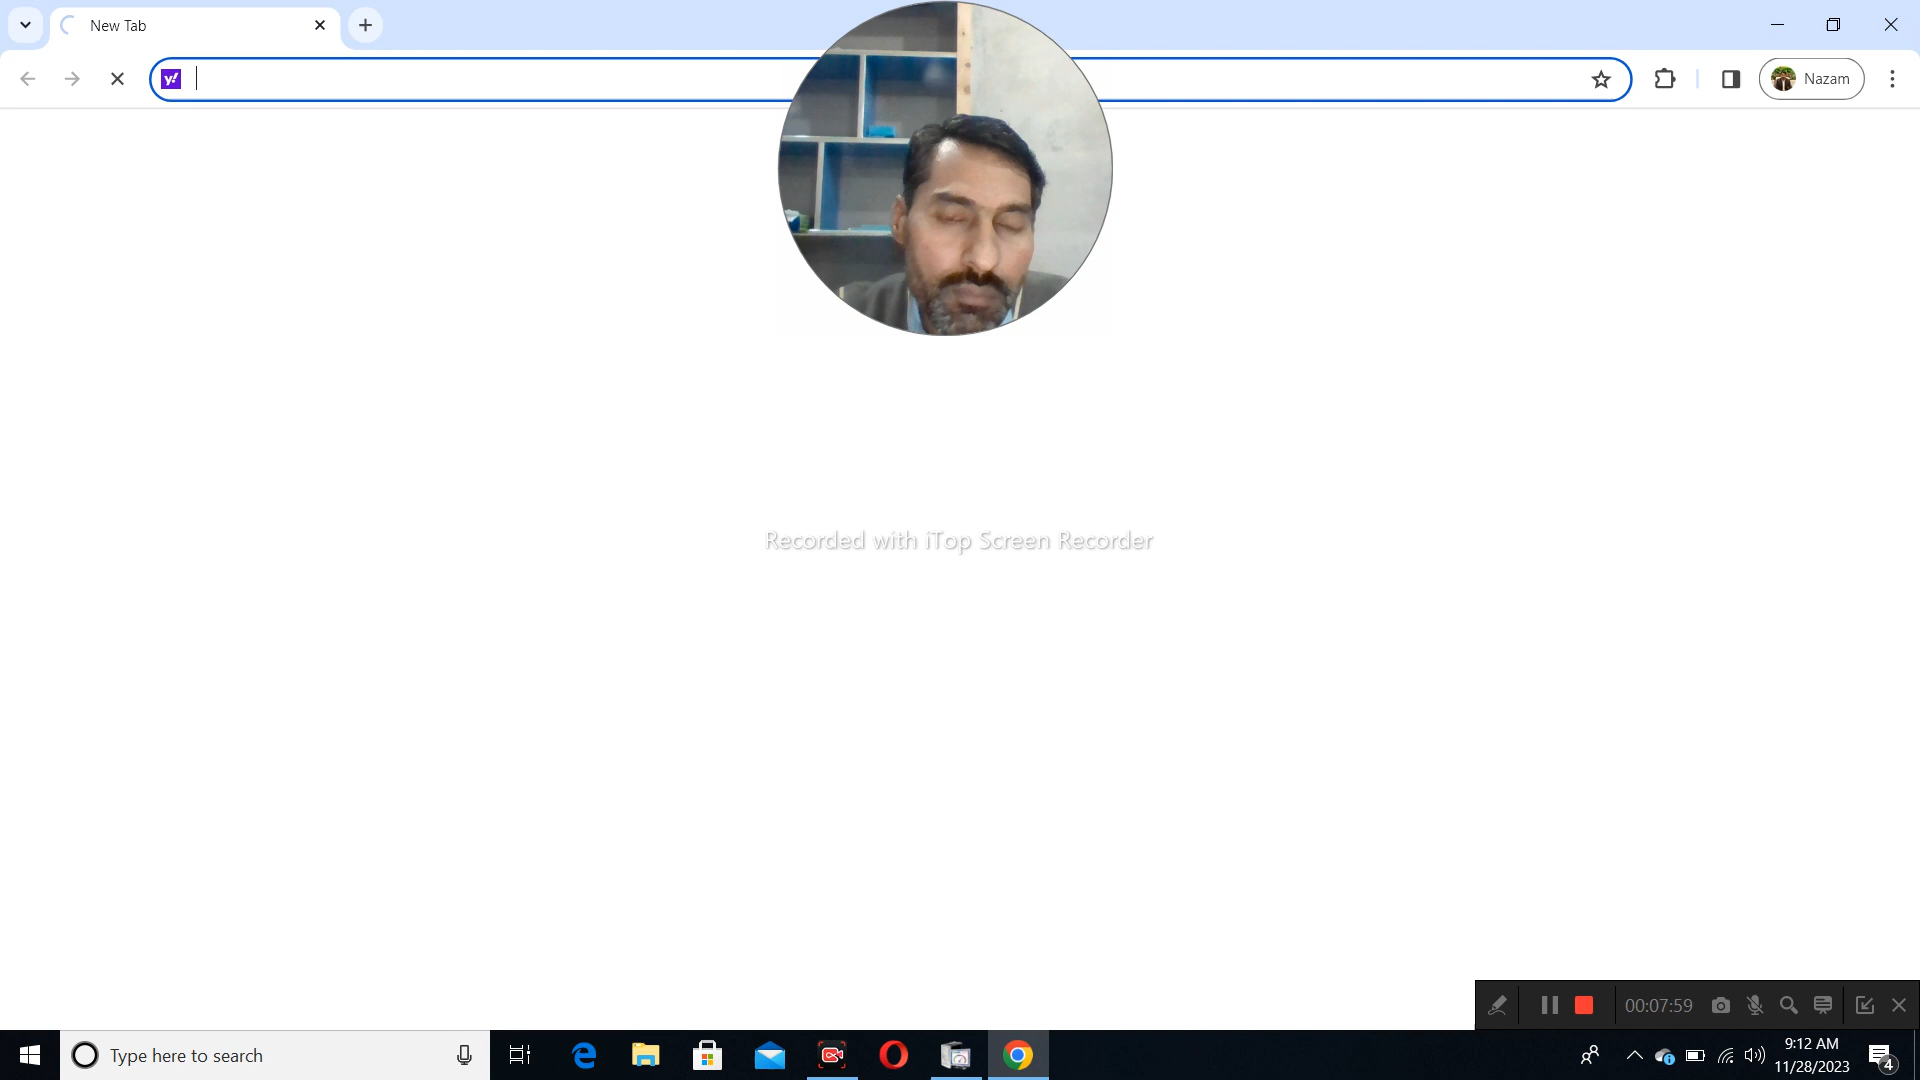 New Tab
y!
Nazam
Recorded with iTop Screen Recorder
00:07:59
Type here to search
9:12 AM
11/28/2023
4